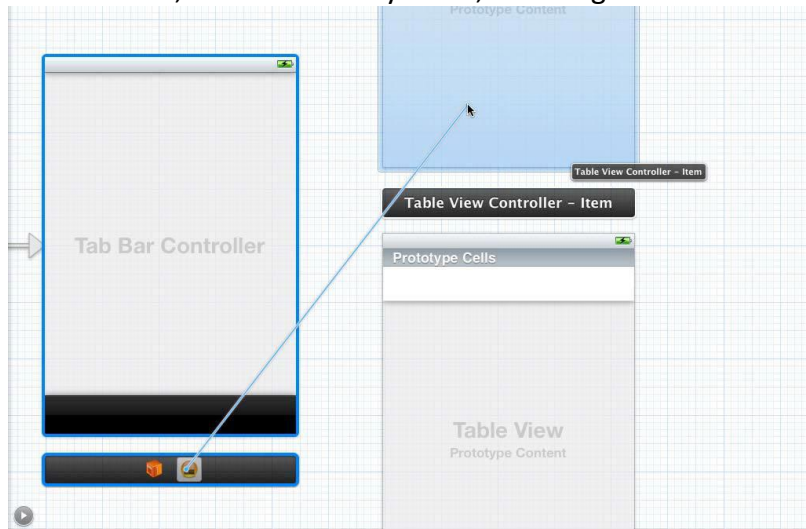 Prototype Content
Table View Controller – Item
Table View Controller – Item
Tab Bar Controller
Prototype Cells
Table View
Prototype Content